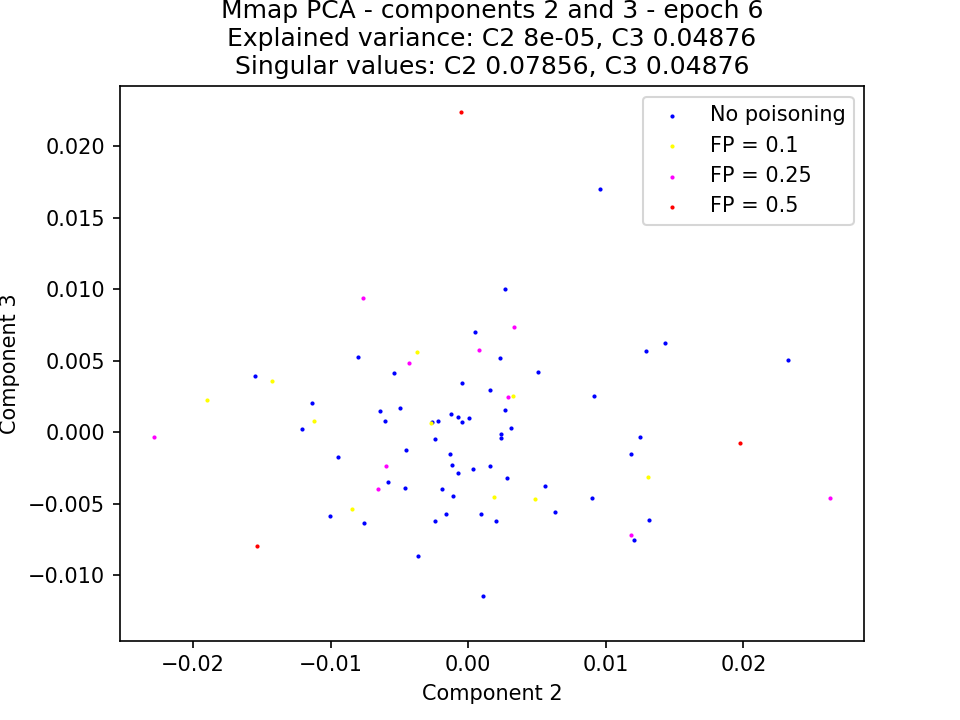 Mmap PCA - components 2 and 3 - epoch 6
Explained variance: C2 8e-05, C3 0.04876
Singular values: C2 0.07856, C3 0.04876
No poisoning
FP = 0.1
FP = 0.25
FP = 0.5
0.020
0.015
0.010
0.005
0.000
−0.005
−0.010
Component 3
−0.02
−0.01
0.00
0.01
0.02
Component 2